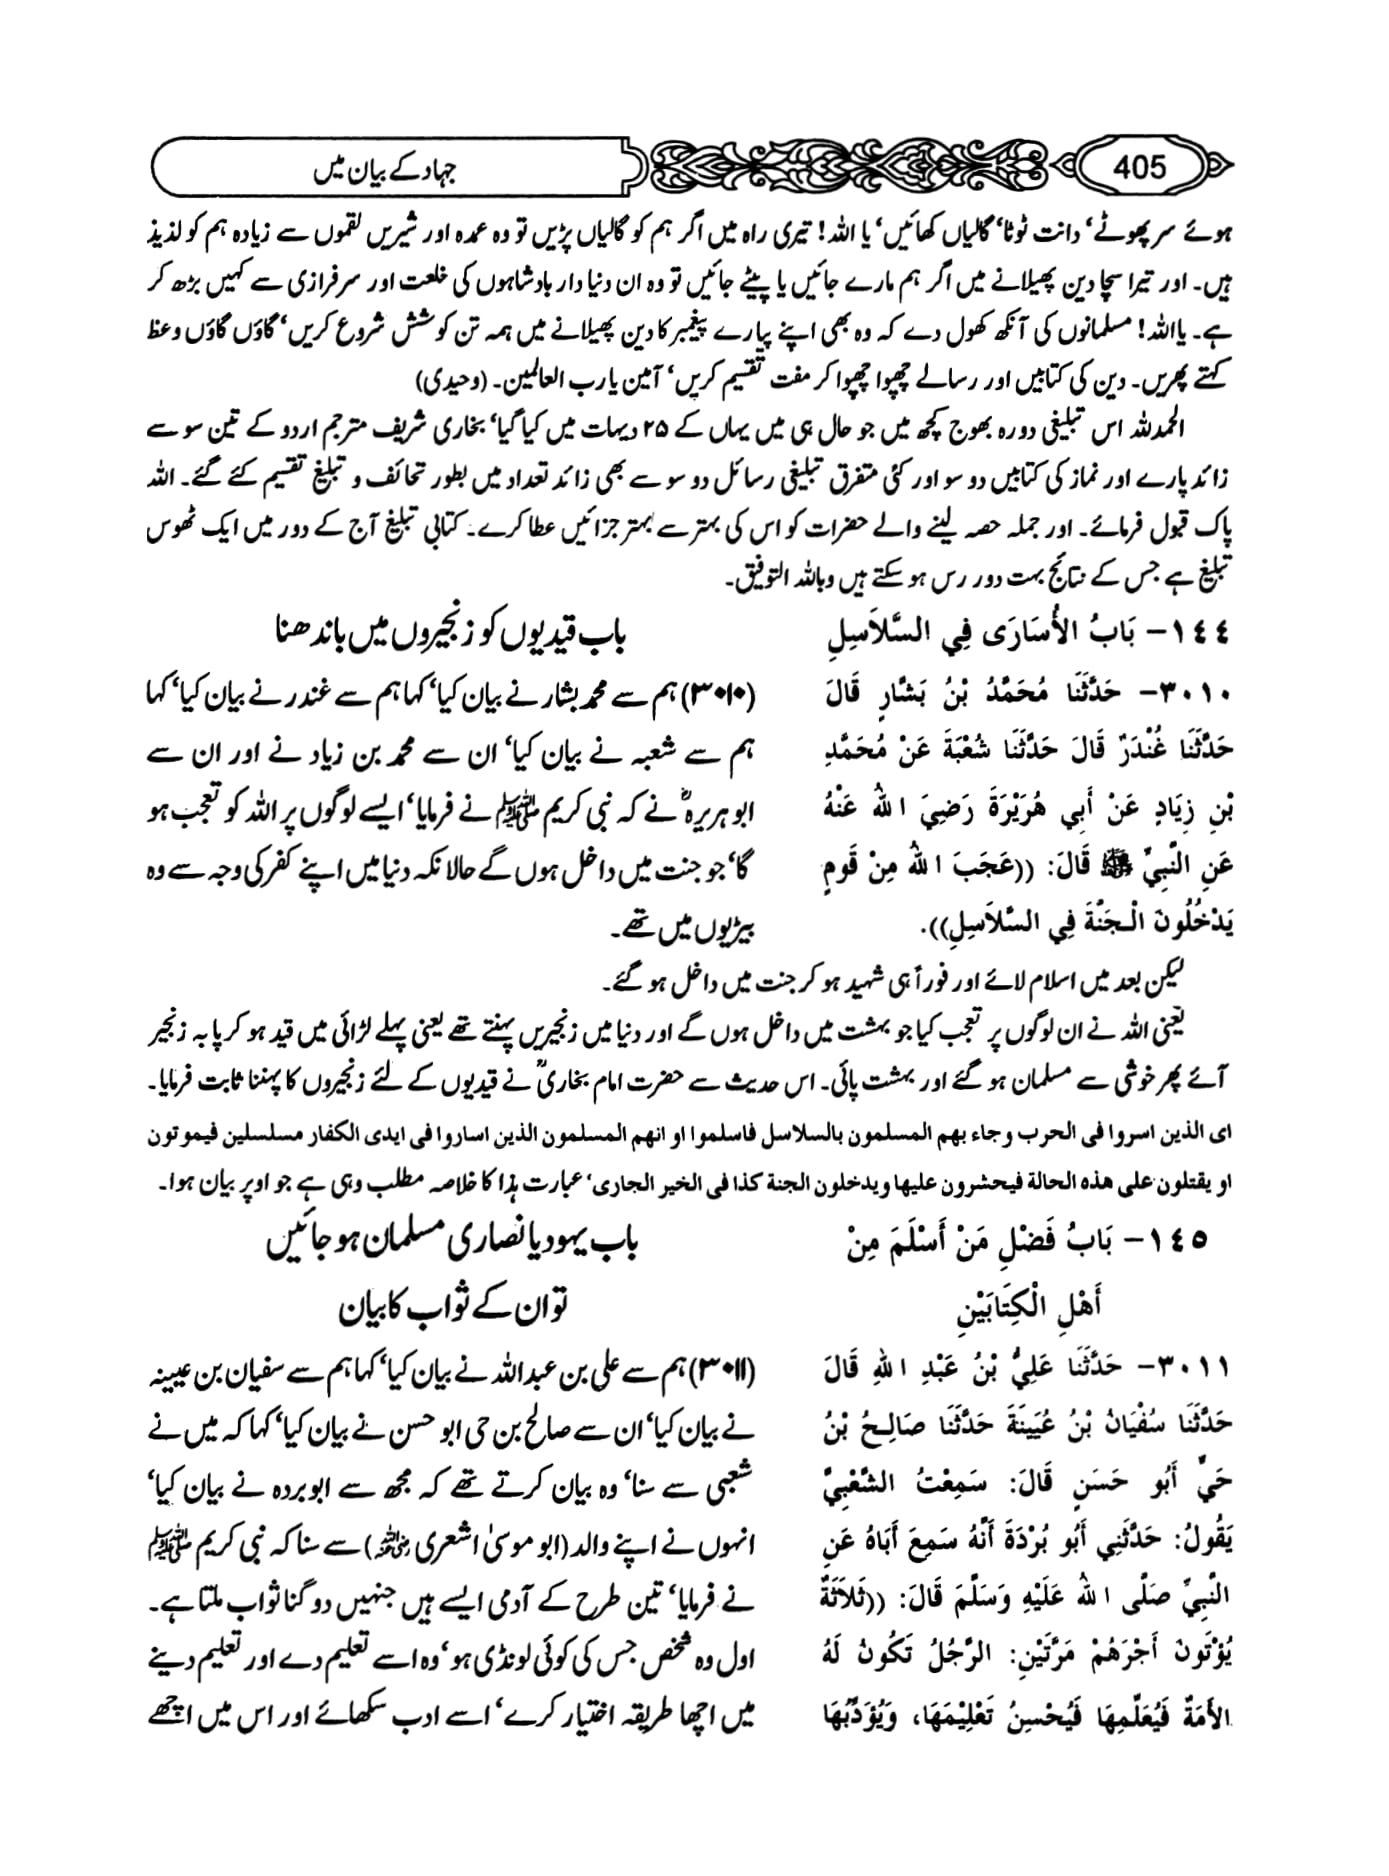 405
جہاد کے بیان میں
ہوئے سر پھوٹے‘ دانت ٹوٹا‘ گالیاں کھائیں‘ یا اللہ! تیری راہ میں اگر ہم کو گالیاں پڑیں تو وہ عمدہ اور شیریں لقموں سے زیادہ ہم کو لذیذ
ہیں۔ اور تیرا سچا دین پھیلانے میں اگر ہم مارے جائیں یا پیٹے جائیں تو وہ ان دنیا دار بادشاہوں کی خلعت اور سرفرازی سے کہیں بڑھ کر
ہے۔ یااللہ! مسلمانوں کی آنکھ کھول دے کہ وہ بھی اپنے پیارے پیغمبر کا دین پھیلانے میں ہمہ تن کوشش شروع کریں‘ گاؤں گاؤں وعظ
کہتے پھریں۔ دین کی کتابیں اور رسالے چھپوا چھپوا کر مفت تقسیم کریں‘ آمین یا رب العالمین۔ (وحیدی)
الحمدللہ اس تبلیغی دورہ بھوج کچھ میں جو حال ہی میں یہاں کے ۲۵ دیہات میں کیا گیا‘ بخاری شریف مترجم اردو کے تین سو سے
زائد پارے اور نماز کی کتابیں دو سو اور کئی متفرق تبلیغی رسائل دو سو سے بھی زائد تعداد میں بطور تحائف و تبلیغ تقسیم کئے گئے۔ اللہ
پاک قبول فرمائے۔ اور جملہ حصہ لینے والے حضرات کو اس کی بہتر سے بہتر جزائیں عطا کرے۔ کتابی تبلیغ آج کے دور میں ایک ٹھوس
تبلیغ ہے جس کے نتائج بہت دور رس ہو سکتے ہیں وباللہ التوفیق۔
١٤٤– بَابُ الأُسَارَى فِي السَّلاَسِلِ
باب قیدیوں کو زنجیروں میں باندھنا
٣٠١٠– حَدَّثَنَا مُحَمَّدُ بْنُ بَشَّارٍ قَالَ
حَدَّثَنَا غُنْدَرٌ قَالَ حَدَّثَنَا شُعْبَةَ عَنْ مُحَمَّدِ
بْنِ زِيَادٍ عَنْ أَبِي هُرَيْرَةَ رَضِيَ اللهُ عَنْهُ
عَنِ النَّبِيِّ ﷺ قَالَ: ((عَجَبَ اللهُ مِنْ قَومٍ
يَدْخُلُونَ الْجَنَّةَ فِي السَّلاَسِلِ)).
(۳۰۱۰) ہم سے محمد بشار نے بیان کیا‘ کہا ہم سے غندر نے بیان کیا‘ کہا
ہم سے شعبہ نے بیان کیا‘ ان سے محمد بن زیاد نے اور ان سے
ابو ہریرہؓ نے کہ نبی کریم ﷺ نے فرمایا‘ ایسے لوگوں پر اللہ کو تعجب ہو
گا‘ جو جنت میں داخل ہوں گے حالانکہ دنیا میں اپنے کفر کی وجہ سے وہ
بیڑیوں میں تھے۔
لیکن بعد میں اسلام لائے اور فوراً ہی شہید ہو کر جنت میں داخل ہو گئے۔
یعنی اللہ نے ان لوگوں پر تعجب کیا جو بہشت میں داخل ہوں گے اور دنیا میں زنجیریں پہنتے تھے یعنی پہلے لڑائی میں قید ہو کر پابہ زنجیر
آئے پھر خوشی سے مسلمان ہو گئے اور بہشت پائی۔ اس حدیث سے حضرت امام بخاریؒ نے قیدیوں کے لئے زنجیروں کا پہننا ثابت فرمایا۔
ای الذین اسروا فی الحرب وجاء بهم المسلمون بالسلاسل فاسلموا او انهم المسلمون الذین اساروا فی ایدی الکفار مسلسلین فیموتون
او یقتلون علی هذه الحالة فیحشرون علیها ویدخلون الجنة کذا فی الخیر الجاری‘ عبارت ہذا کا خلاصہ مطلب وہی ہے جو اوپر بیان ہوا۔
١٤٥– بَابُ فَضْلِ مَنْ أَسْلَمَ مِنْ
أَهْلِ الْكِتَابَيْنِ
باب یہود یا نصاریٰ مسلمان ہو جائیں
تو ان کے ثواب کا بیان
٣٠١١– حَدَّثَنَا عَلِيُّ بْنُ عَبْدِ اللهِ قَالَ
حَدَّثَنَا سُفْيَانُ بْنُ عُيَيْنَةَ حَدَّثَنَا صَالِحُ بْنُ
حَيٍّ أَبُو حَسَنٍ قَالَ: سَمِعْتُ الشَّعْبِيَّ
يَقُولُ: حَدَّثَنِي أَبُو بُرْدَةَ أَنَّهُ سَمِعَ أَبَاهُ عَنِ
النَّبِيِّ صَلَّى اللهُ عَلَيْهِ وَسَلَّمَ قَالَ: ((ثَلاَثَةٌ
يُؤْتَونَ أَجْرَهُمْ مَرَّتَيْنِ: الرَّجُلُ تَكُونُ لَهُ
الأَمَةُ فَيُعَلِّمِهَا فَيُحْسِنُ تَعْلِيْمَهَا، وَيُؤَدِّبُهَا
(۳۰۱۱) ہم سے علی بن عبداللہ نے بیان کیا‘ کہا ہم سے سفیان بن عیینہ
نے بیان کیا‘ ان سے صالح بن حی ابو حسن نے بیان کیا‘ کہا کہ میں نے
شعبی سے سنا‘ وہ بیان کرتے تھے کہ مجھ سے ابو بردہ نے بیان کیا‘
انہوں نے اپنے والد (ابو موسیٰ اشعری رضی اللہ عنہ) سے سنا کہ نبی کریم ﷺ
نے فرمایا‘ تین طرح کے آدمی ایسے ہیں جنہیں دو گنا ثواب ملتا ہے۔
اول وہ شخص جس کی کوئی لونڈی ہو‘ وہ اسے تعلیم دے اور تعلیم دینے
میں اچھا طریقہ اختیار کرے‘ اسے ادب سکھائے اور اس میں اچھے